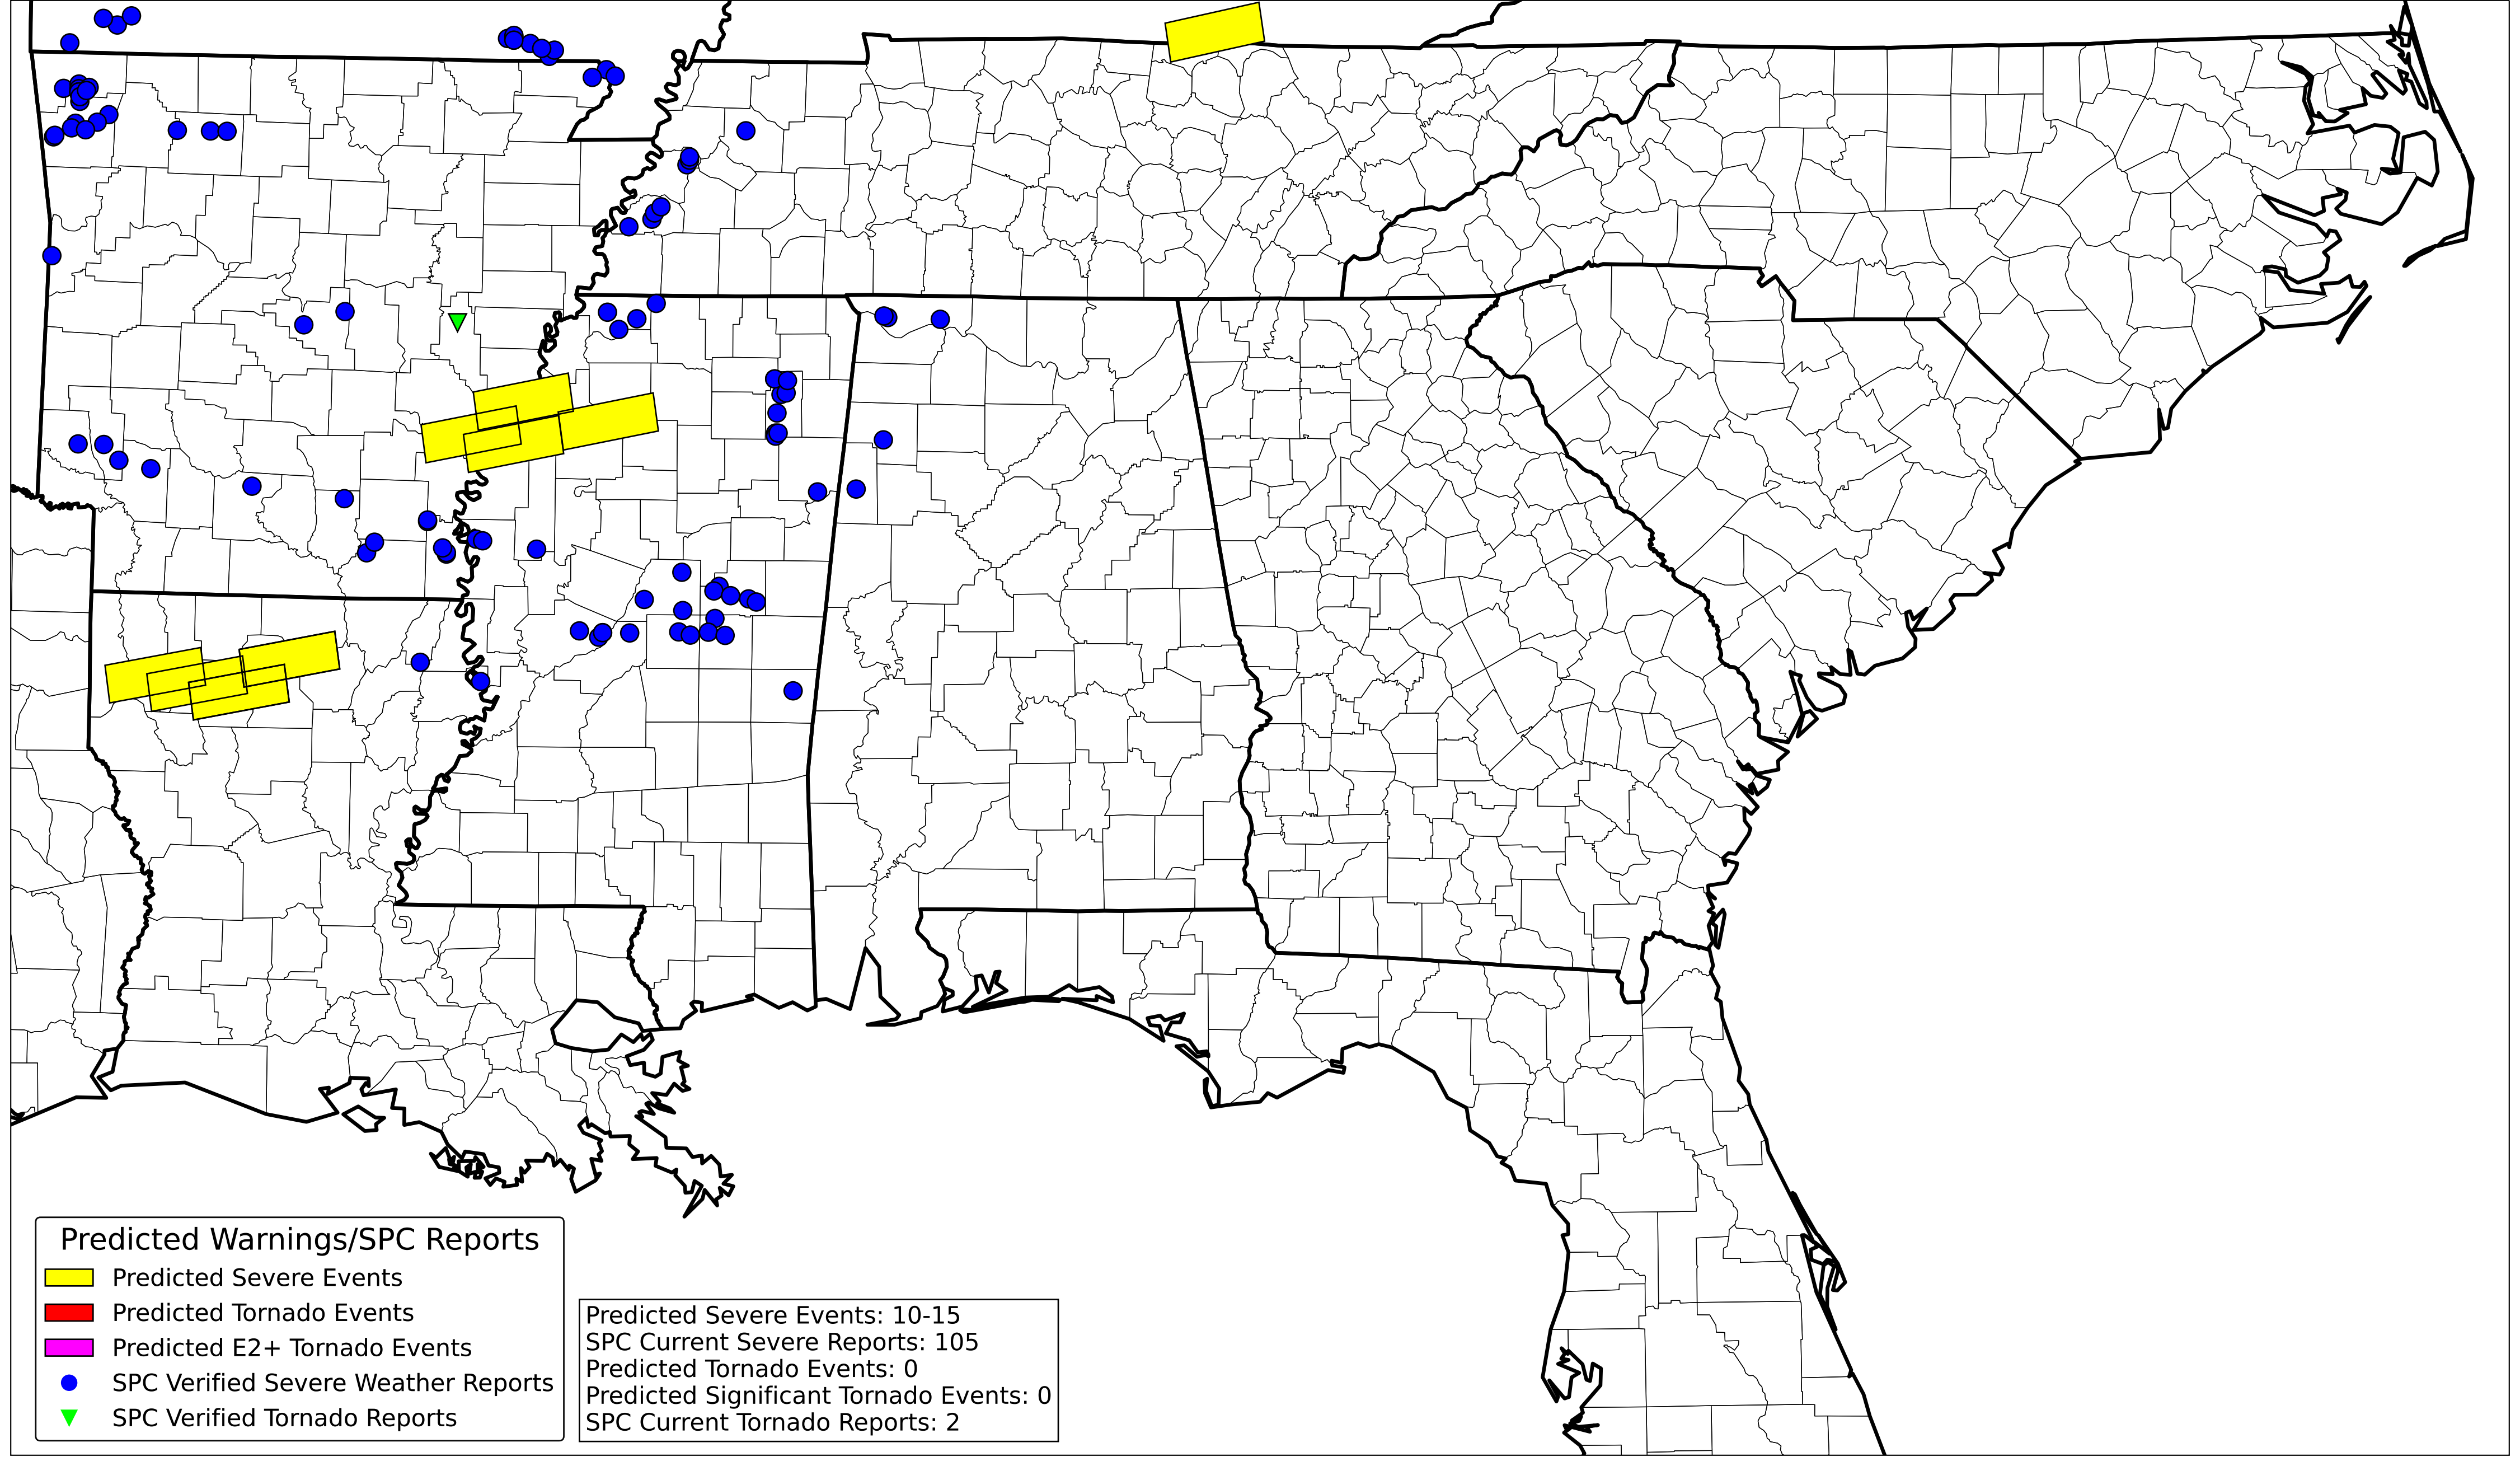 Predicted Warnings/SPC Reports
Predicted Severe Events
Predicted Tornado Events
Predicted E2+ Tornado Events
SPC Verified Severe Weather Reports
SPC Verified Tornado Reports
Predicted Severe Events: 10-15
SPC Current Severe Reports: 105
Predicted Tornado Events: 0
Predicted Significant Tornado Events: 0
SPC Current Tornado Reports: 2